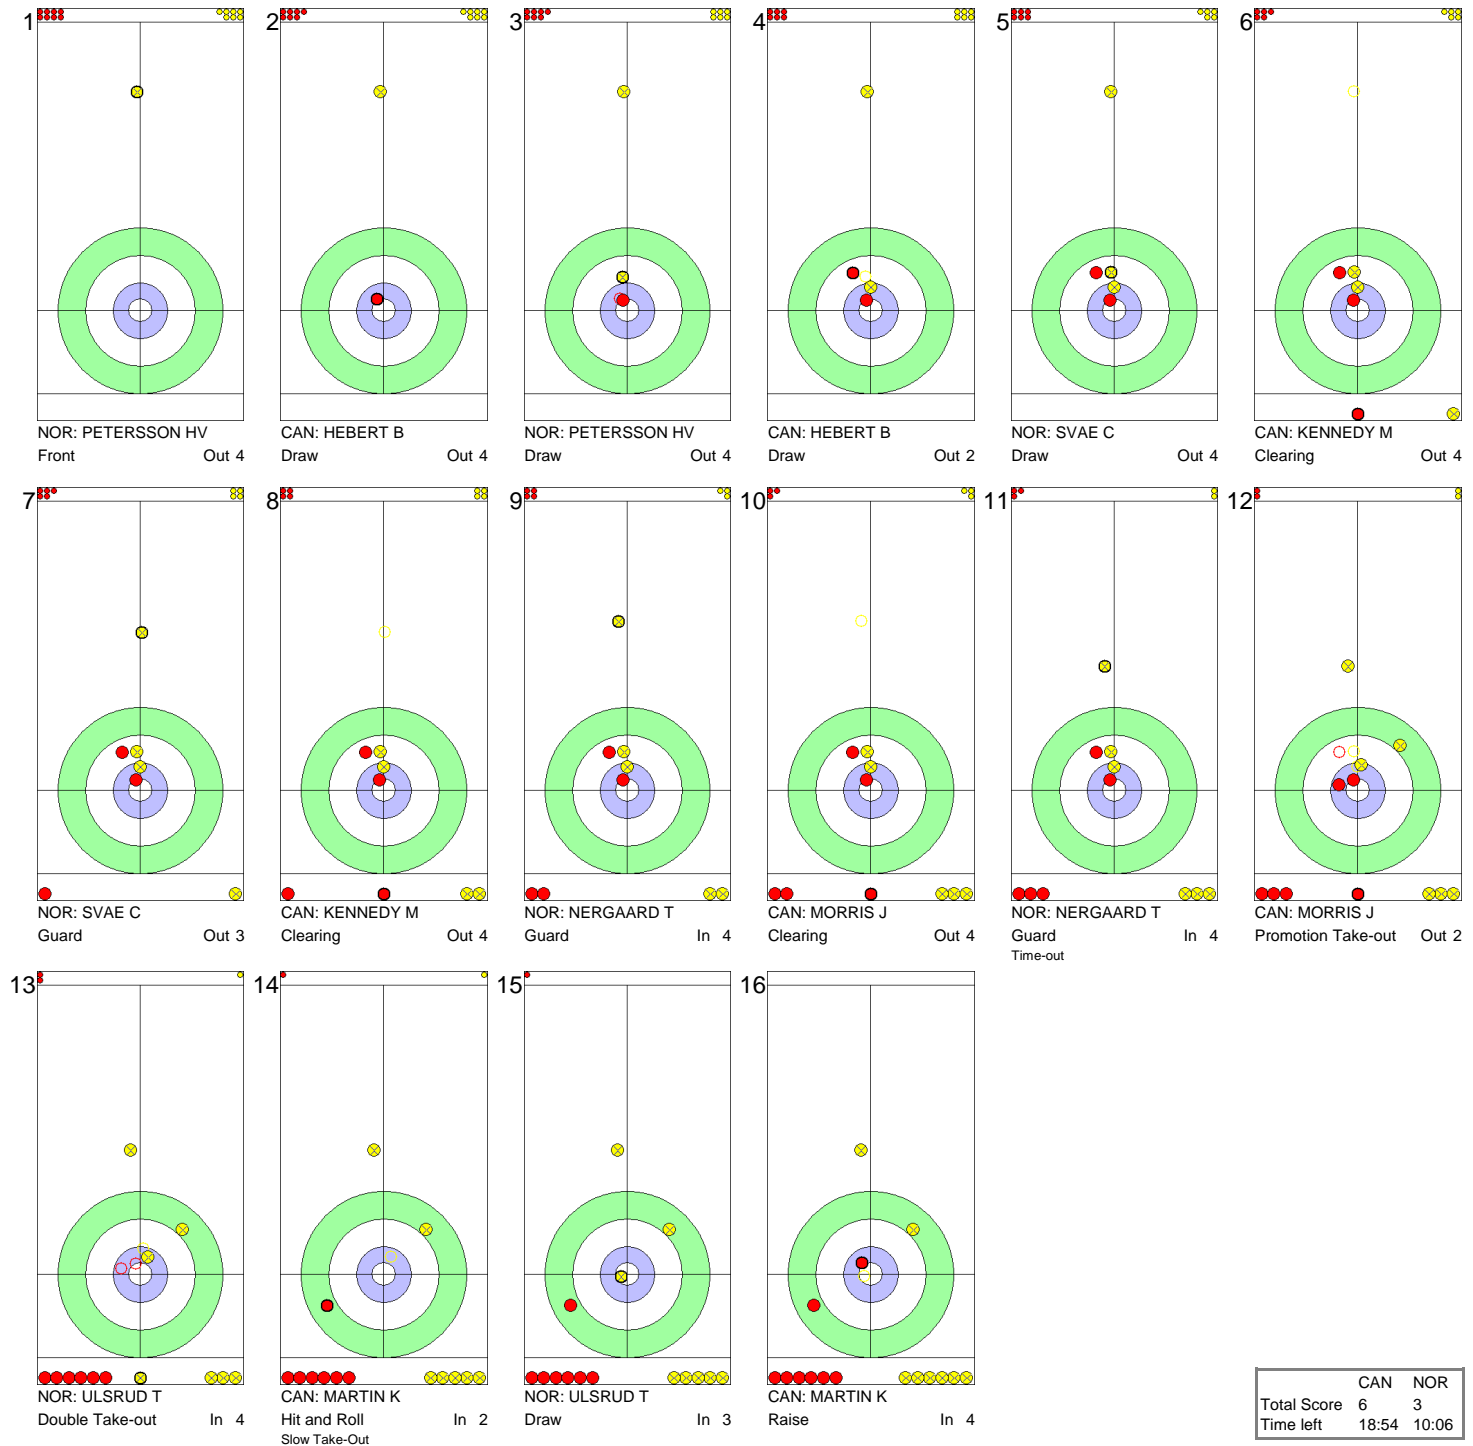 1 2 3 4 5 6
NOR: PETERSSON HV CAN: HEBERT B NOR: PETERSSON HV CAN: HEBERT B NOR: SVAE C CAN: KENNEDY M
Front Out 4 Draw Out 4 Draw Out 4 Draw Out 2 Draw Out 4 Clearing Out 4
7 8 9 10 11 12
NOR: SVAE C CAN: KENNEDY M NOR: NERGAARD T CAN: MORRIS J NOR: NERGAARD T CAN: MORRIS J
Guard Out 3 Clearing Out 4 Guard In 4 Clearing Out 4 Guard In 4 Promotion Take-out Out 2
Time-out
13 14 15 16
NOR: ULSRUD T CAN: MARTIN K NOR: ULSRUD T CAN: MARTIN K
Double Take-out In 4 Hit and Roll In 2 Draw In 3 Raise In 4
Slow Take-Out
CAN NOR
Total Score 6 3
Time left 18:54 10:06